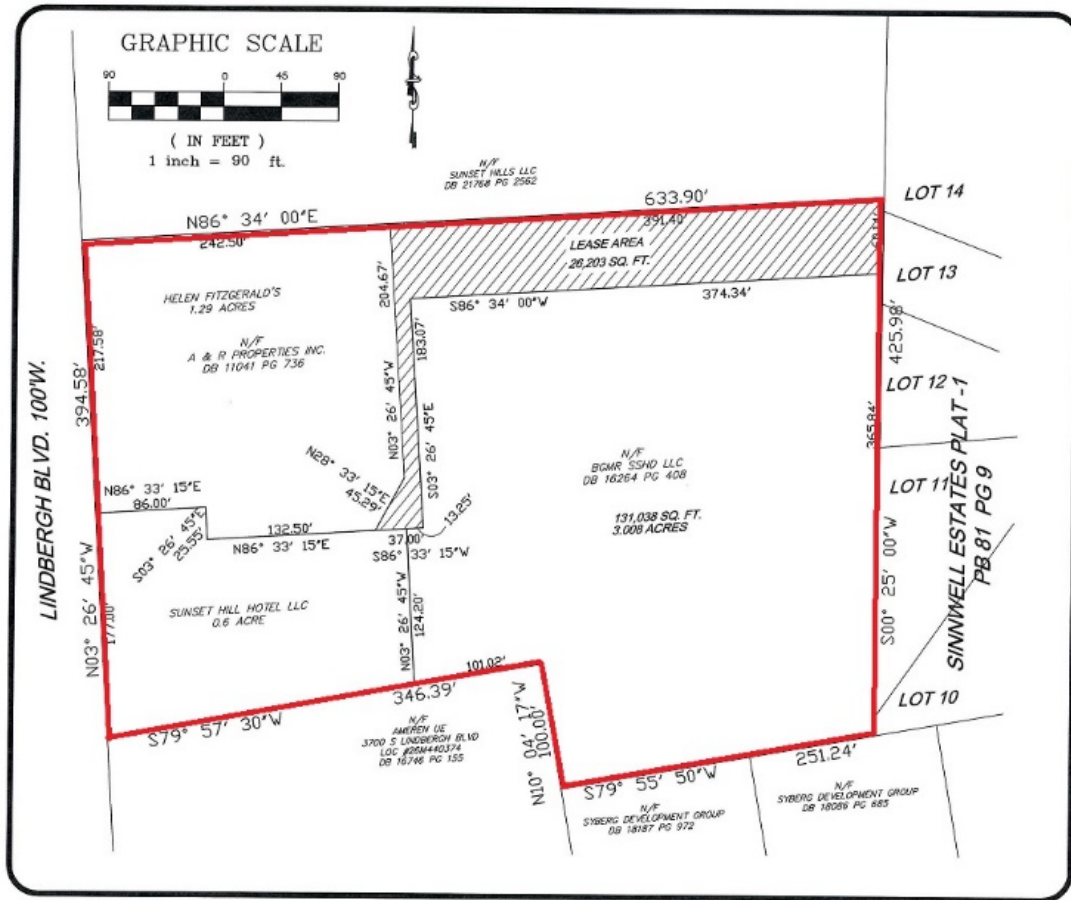 GRAPHIC SCALE
90 0 45 90
( IN FEET )
1 inch = 90 ft.
N/F
SUNSET HILLS LLC
DB 21768 PG 2562
N86° 34' 00"E
242.50'
633.90'
391.40'
LOT 14
LEASE AREA
26,203 SQ. FT.
S86° 34' 00"W
374.34'
LOT 13
HELEN FITZGERALD'S
1.29 ACRES
N/F
A & R PROPERTIES INC.
DB 11041 PG 736
204.67'
183.07'
217.58'
394.58'
LINDBERGH BLVD. 100'W.
N03° 26' 45"W
S03° 26' 45"E
425.98'
LOT 12
365.84'
SINNWELL ESTATES PLAT -1
PB 81 PG 9
N/F
BGMR SSHD LLC
DB 16264 PG 408
131,038 SQ. FT.
3.008 ACRES
N28° 33' 15"E
45.29'
N86° 33' 15"E
86.00'
LOT 11
S03° 26' 45"E
25.55'
132.50'
N86° 33' 15"E
13.25'
37.00'
S86° 33' 15"W
N03° 26' 45"W
177.00'
SUNSET HILL HOTEL LLC
0.6 ACRE
N03° 26' 45"W
124.20'
S00° 25' 00"W
101.02'
346.39'
S79° 57' 30"W
N/F
AMEREN UE
3700 S LINDBERGH BLVD
LOC #26M440374
DB 16746 PG 155
N10° 04' 17"W
100.00'
LOT 10
S79° 55' 50"W
251.24'
N/F
SYBERG DEVELOPMENT GROUP
DB 18187 PG 972
N/F
SYBERG DEVELOPMENT GROUP
DB 18086 PG 685